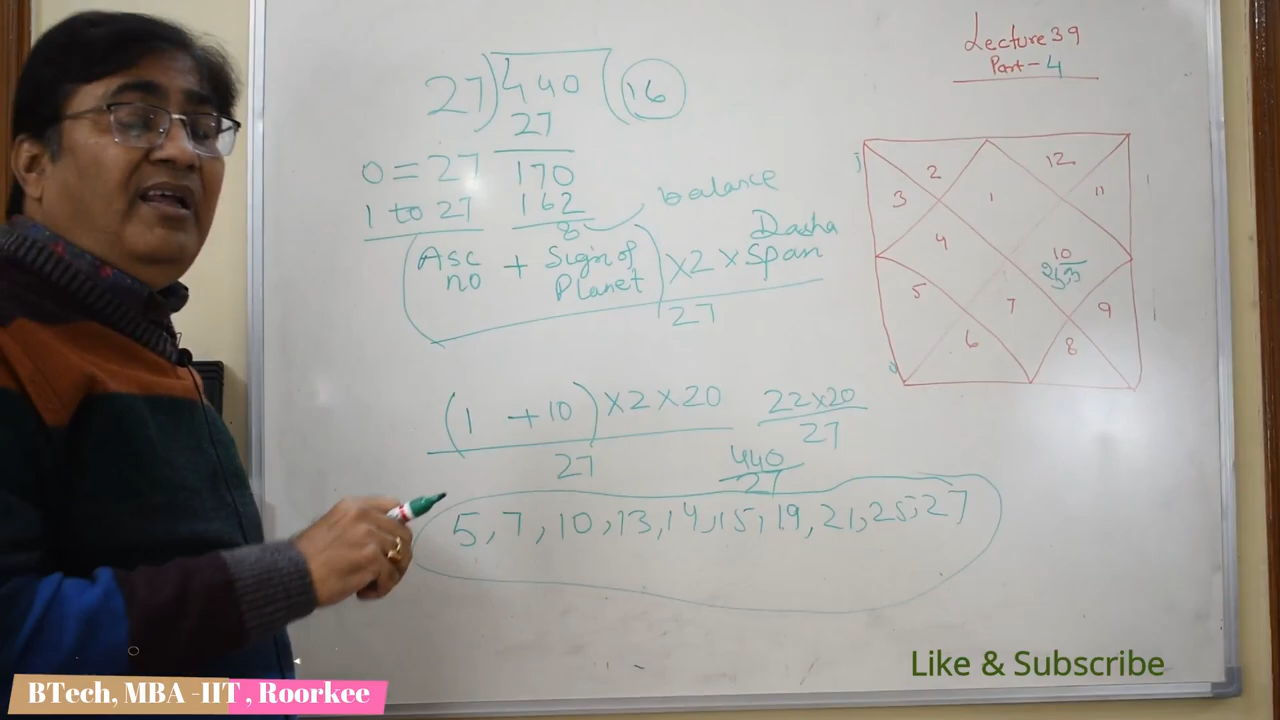 Lecture 39
Part - 4
27)440(16
27
0 = 27 170
1 to 27 162
8
balance
(Asc no + Sign of Planet) x 2 x Dasha Span
27
2 12
3 1 11
4 10
5 7 9
6 8
(1 + 10) x 2 x 20
27
22 x 20
27
440
27
5, 7, 10, 13, 14, 15, 19, 21, 25, 27
Like & Subscribe
BTech, MBA -IIT , Roorkee